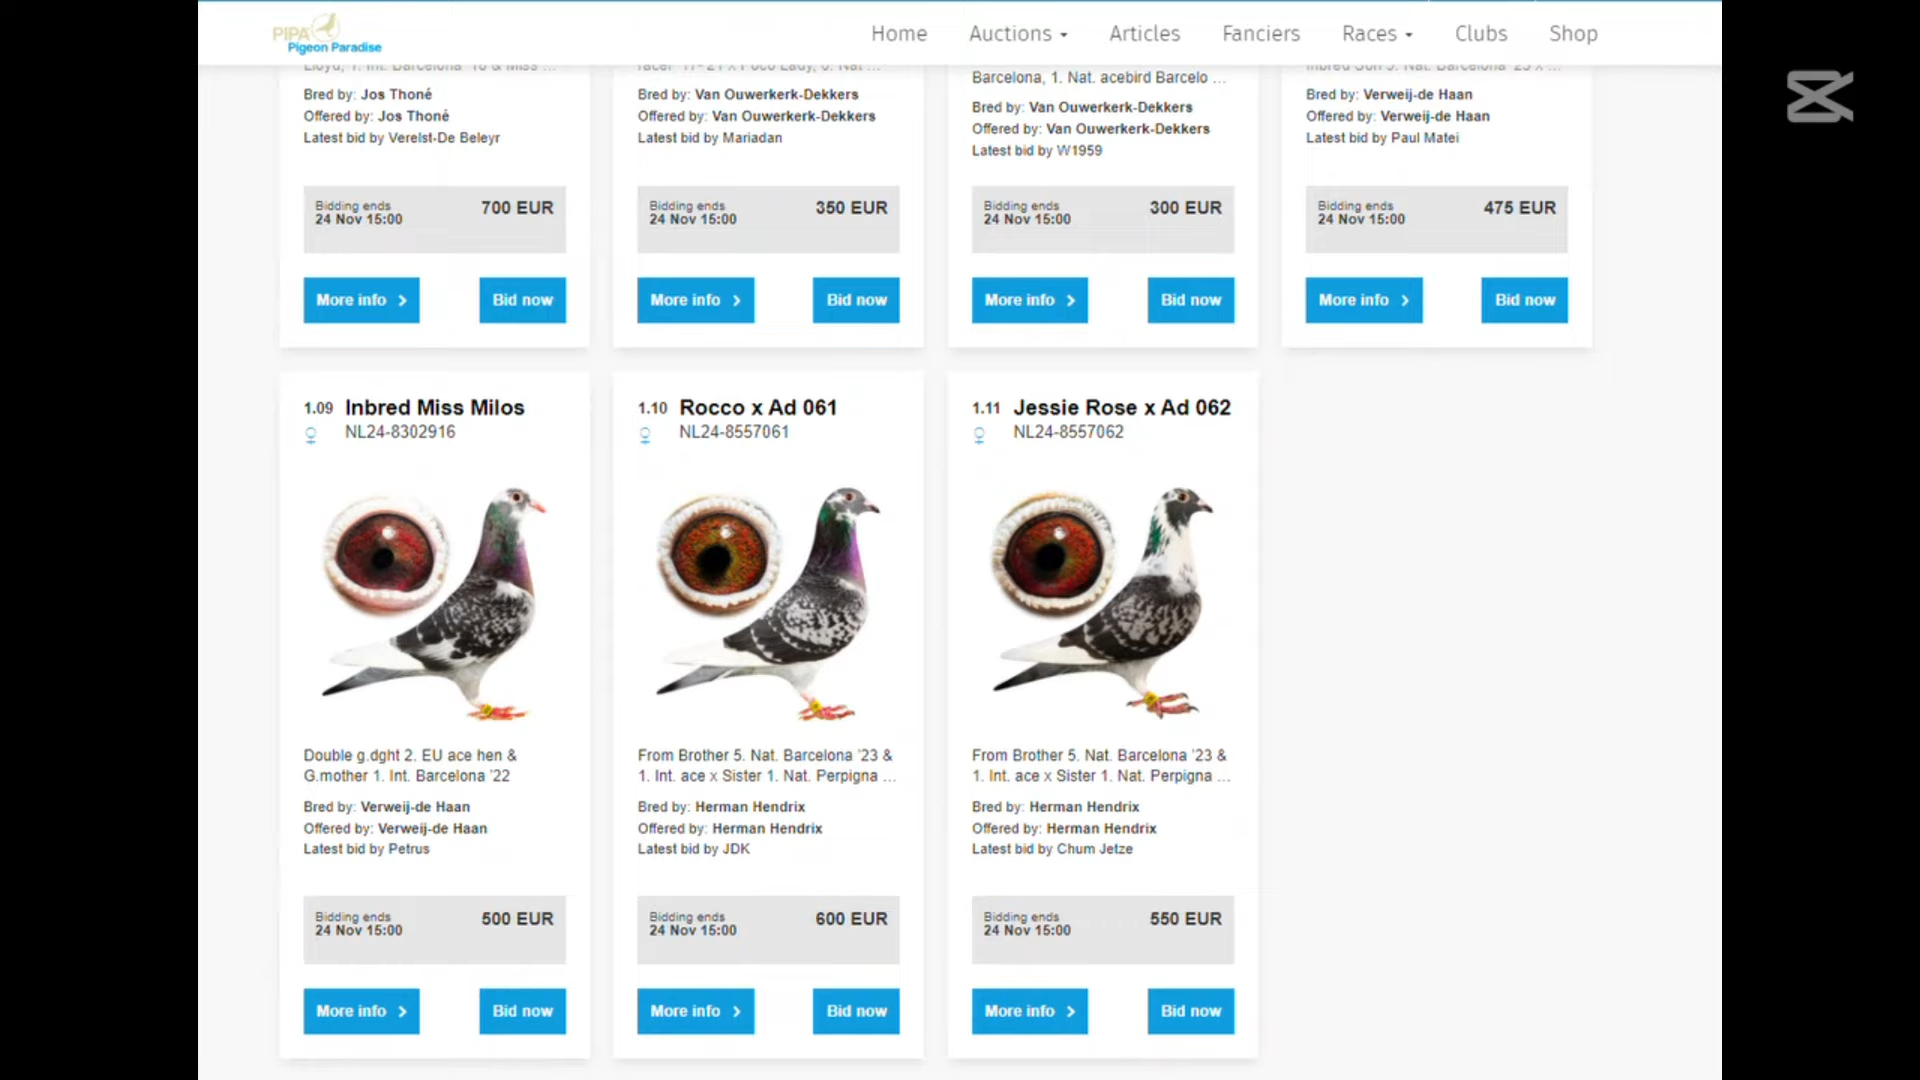 PIPA
Pigeon Paradise
Home Auctions Articles Fanciers Races Clubs Shop
Lloyd, 1. Int. Barcelona '18 & Miss ...
Bred by: Jos Thoné
Offered by: Jos Thoné
Latest bid by Verelst-De Beleyr
Bidding ends
24 Nov 15:00
700 EUR
More info
Bid now
Nat ...
Bred by: Van Ouwerkerk-Dekkers
Offered by: Van Ouwerkerk-Dekkers
Latest bid by Mariadan
Bidding ends
24 Nov 15:00
350 EUR
More info
Bid now
Barcelona, 1. Nat. acebird Barcelo ...
Bred by: Van Ouwerkerk-Dekkers
Offered by: Van Ouwerkerk-Dekkers
Latest bid by W1959
Bidding ends
24 Nov 15:00
300 EUR
More info
Bid now
Inbred Son 5. Nat. Barcelona '23 x ...
Bred by: Verweij-de Haan
Offered by: Verweij-de Haan
Latest bid by Paul Matei
Bidding ends
24 Nov 15:00
475 EUR
More info
Bid now
1.09 Inbred Miss Milos
NL24-8302916
Double g.dght 2. EU ace hen &
G.mother 1. Int. Barcelona '22
Bred by: Verweij-de Haan
Offered by: Verweij-de Haan
Latest bid by Petrus
Bidding ends
24 Nov 15:00
500 EUR
More info
Bid now
1.10 Rocco x Ad 061
NL24-8557061
From Brother 5. Nat. Barcelona '23 &
1. Int. ace x Sister 1. Nat. Perpigna ...
Bred by: Herman Hendrix
Offered by: Herman Hendrix
Latest bid by JDK
Bidding ends
24 Nov 15:00
600 EUR
More info
Bid now
1.11 Jessie Rose x Ad 062
NL24-8557062
From Brother 5. Nat. Barcelona '23 &
1. Int. ace x Sister 1. Nat. Perpigna ...
Bred by: Herman Hendrix
Offered by: Herman Hendrix
Latest bid by Chum Jetze
Bidding ends
24 Nov 15:00
550 EUR
More info
Bid now